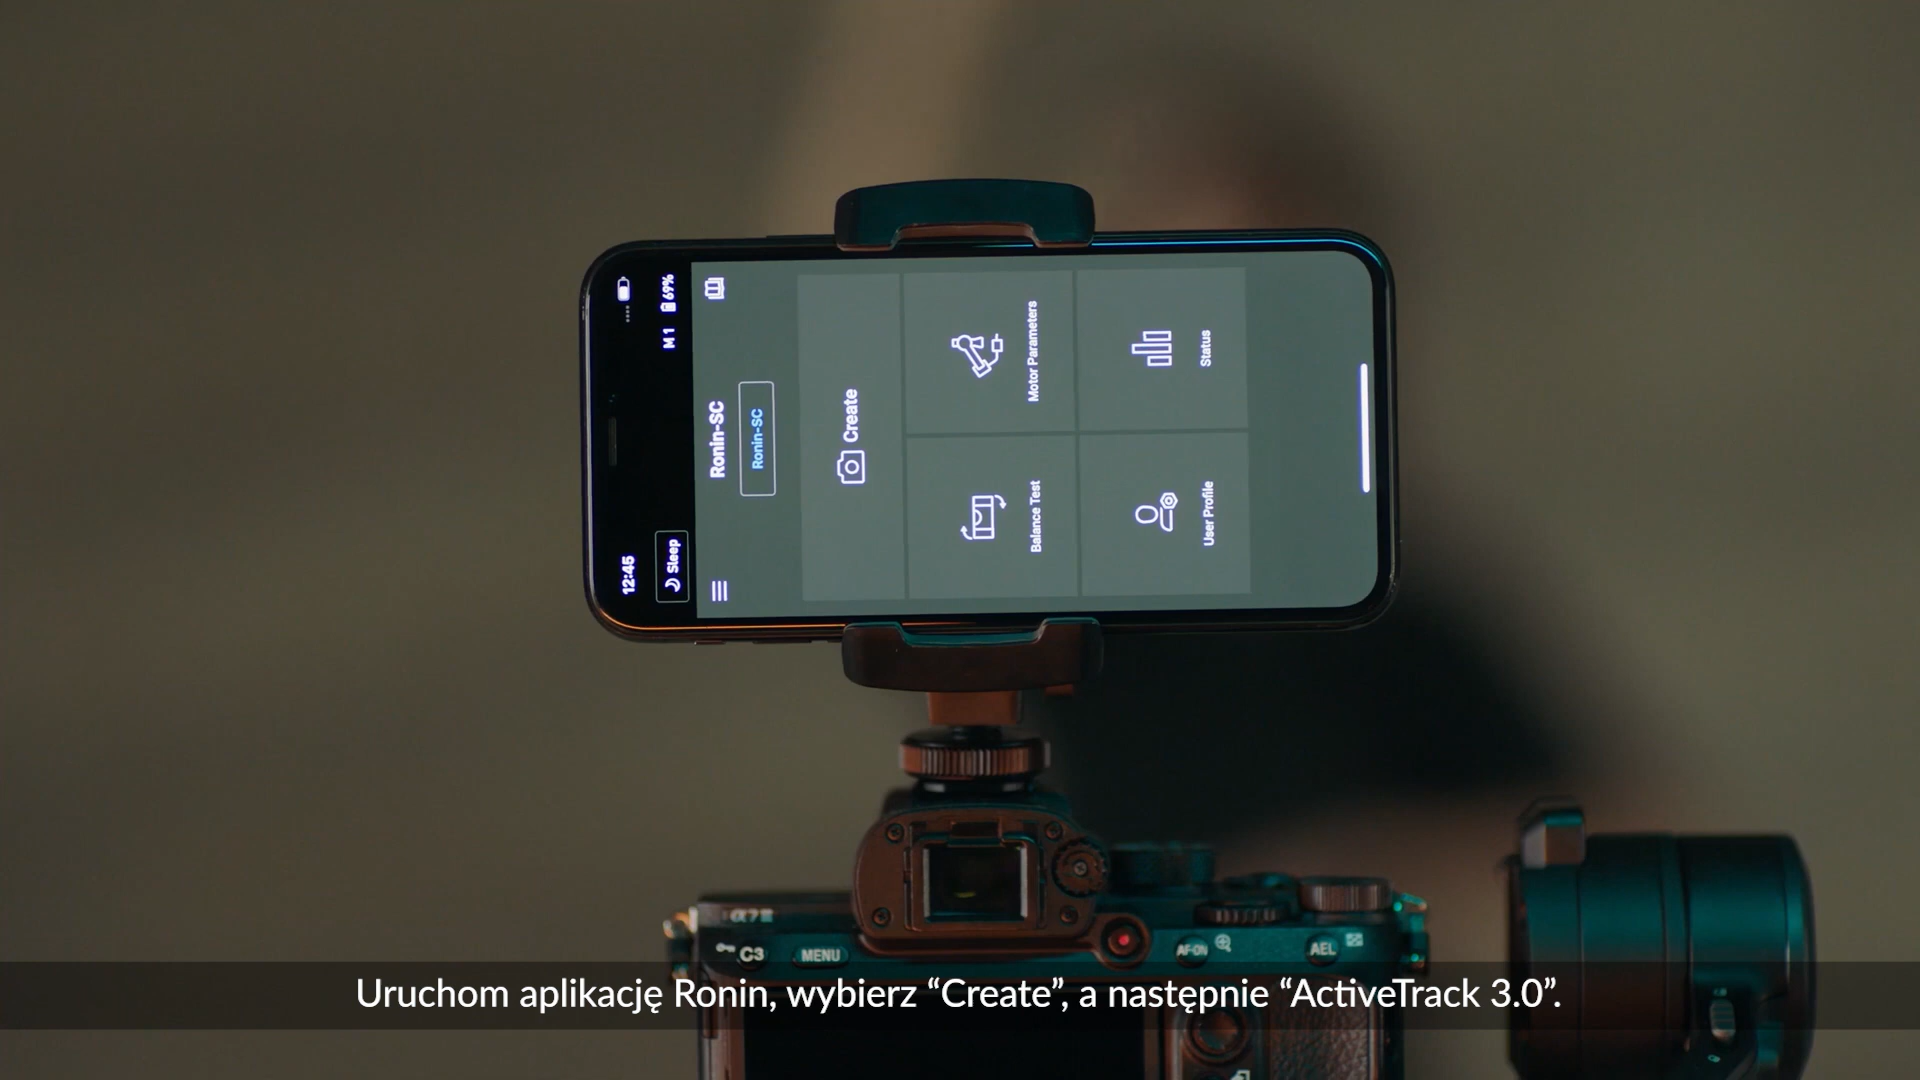 12:45
Sleep
M 1 69%
Ronin-SC
Ronin-SC
Create
Balance Test
Motor Parameters
User Profile
Status
α7III
C3
MENU
AF-ON
AEL
Uruchom aplikację Ronin, wybierz “Create”, a następnie “ActiveTrack 3.0”.